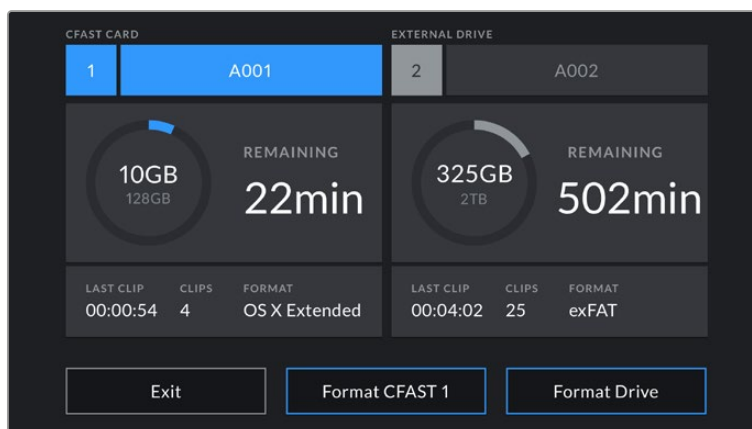 CFAST CARD
1 A001
10GB
128GB
REMAINING
22min
LAST CLIP CLIPS FORMAT
00:00:54 4 OS X Extended
EXTERNAL DRIVE
2 A002
325GB
2TB
REMAINING
502min
LAST CLIP CLIPS FORMAT
00:04:02 25 exFAT
Exit Format CFAST 1 Format Drive